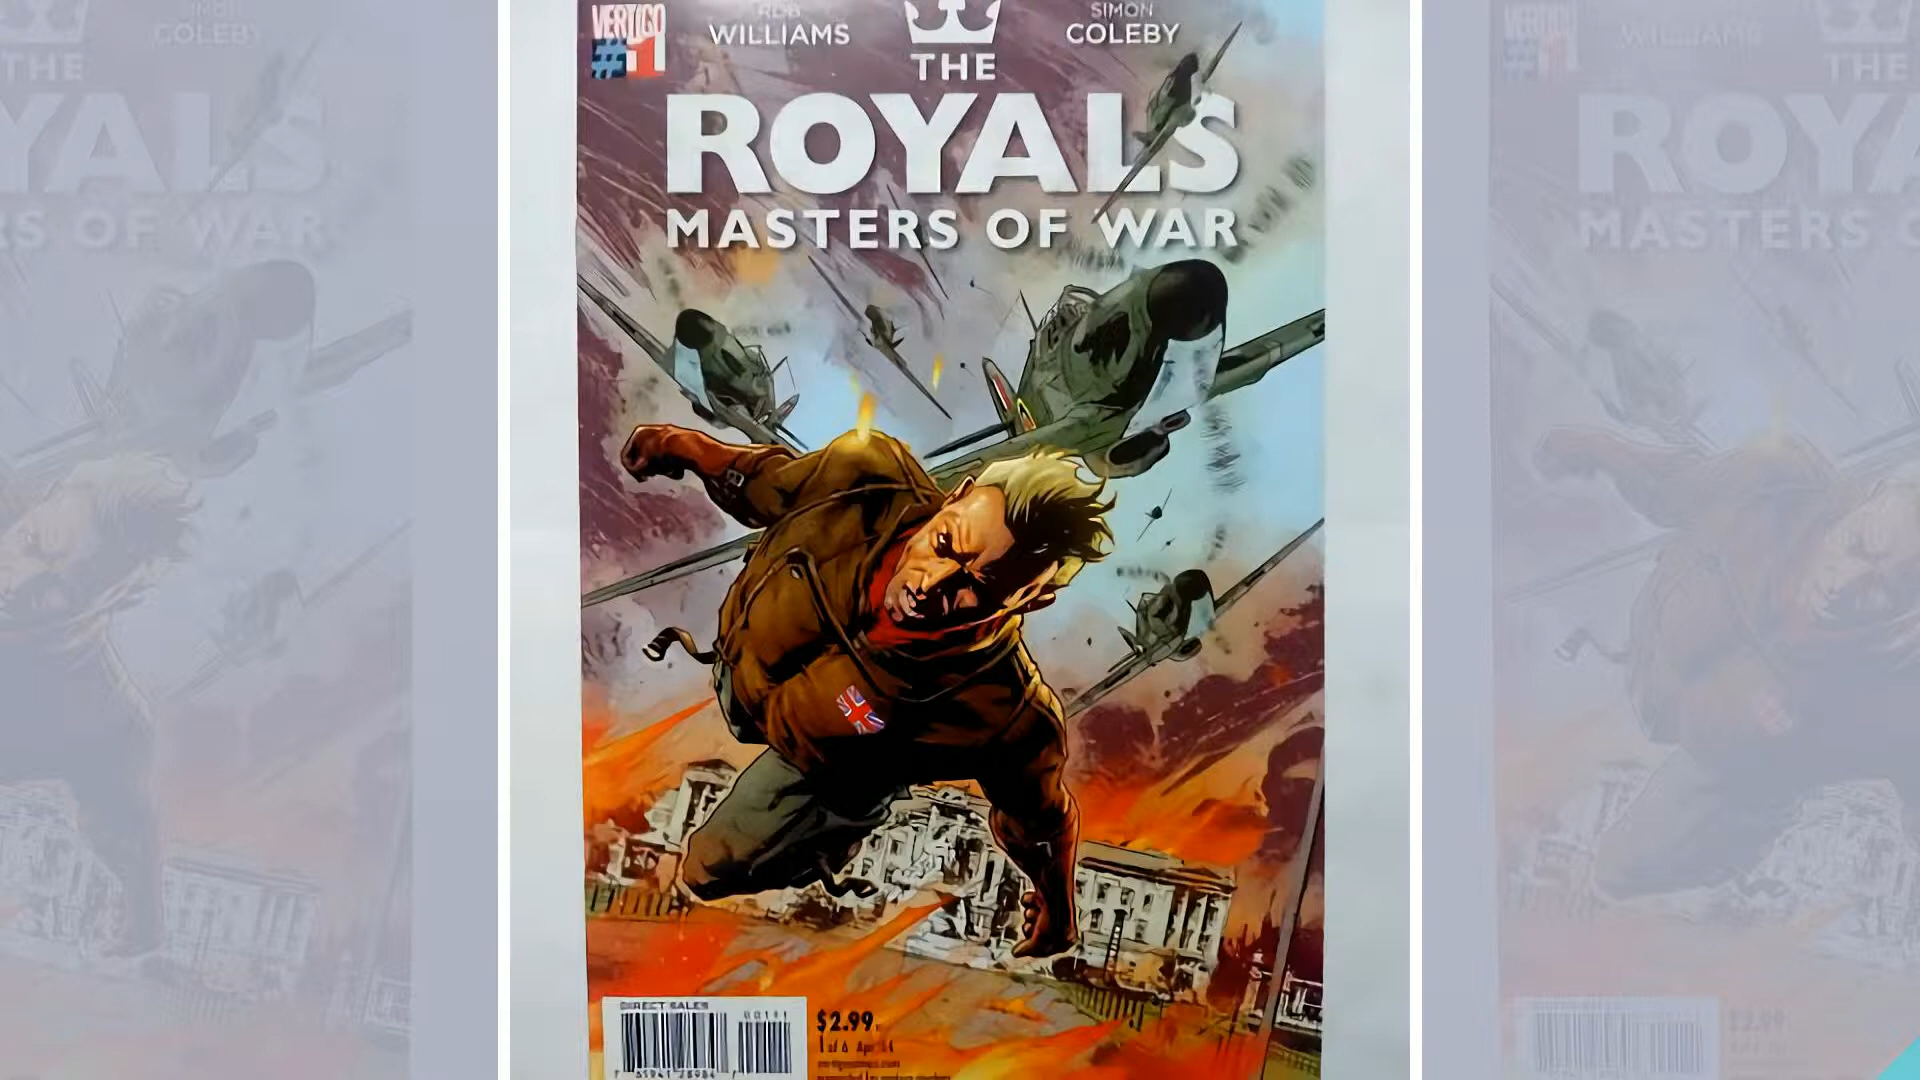 VERTIGO
#1
ROB
WILLIAMS
SIMON
COLEBY
THE
ROYALS
MASTERS OF WAR
DIRECT SALES
00111
$2.99
1 of 6 Apr 14